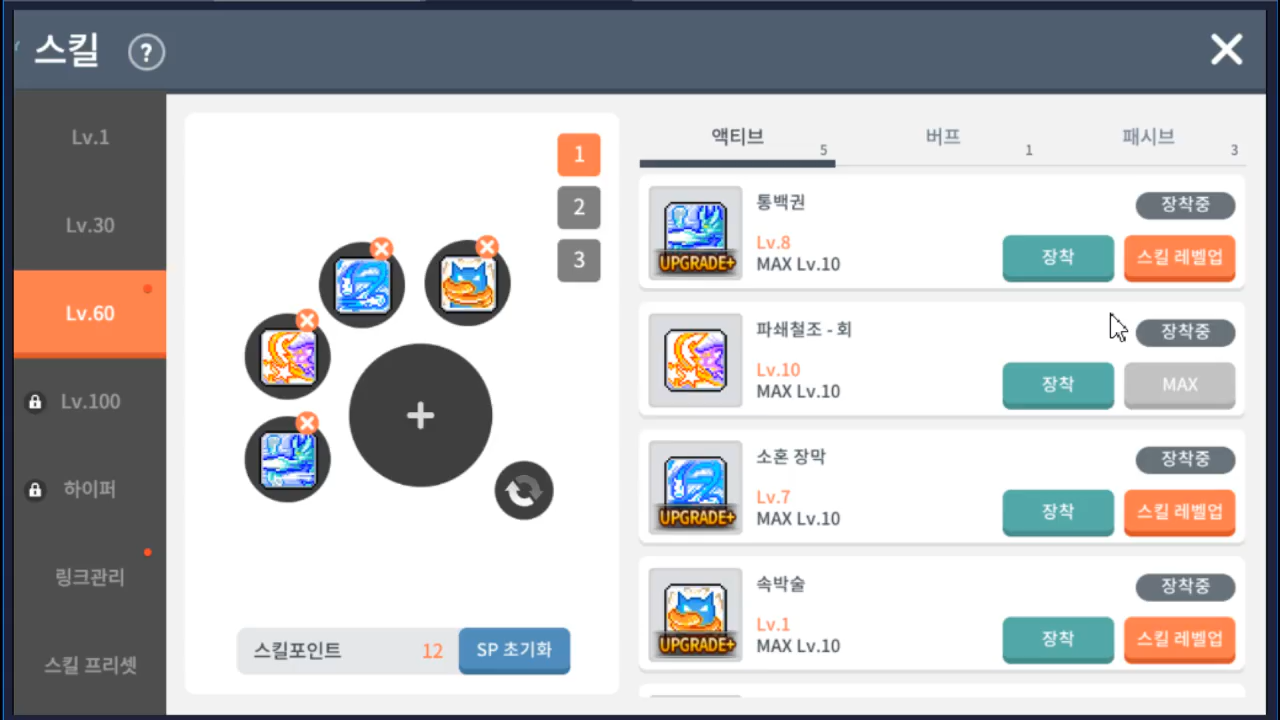 스킬 ?
Lv.1
Lv.30
Lv.60
Lv.100
하이퍼
링크관리
스킬 프리셋
1
2
3
스킬포인트 12 SP 초기화
액티브 5 버프 1 패시브 3
통백권 장착중
Lv.8
MAX Lv.10
UPGRADE+
장착 스킬 레벨업
파쇄철조 - 회 장착중
Lv.10
MAX Lv.10
장착 MAX
소혼 장막 장착중
Lv.7
MAX Lv.10
UPGRADE+
장착 스킬 레벨업
속박술 장착중
Lv.1
MAX Lv.10
UPGRADE+
장착 스킬 레벨업